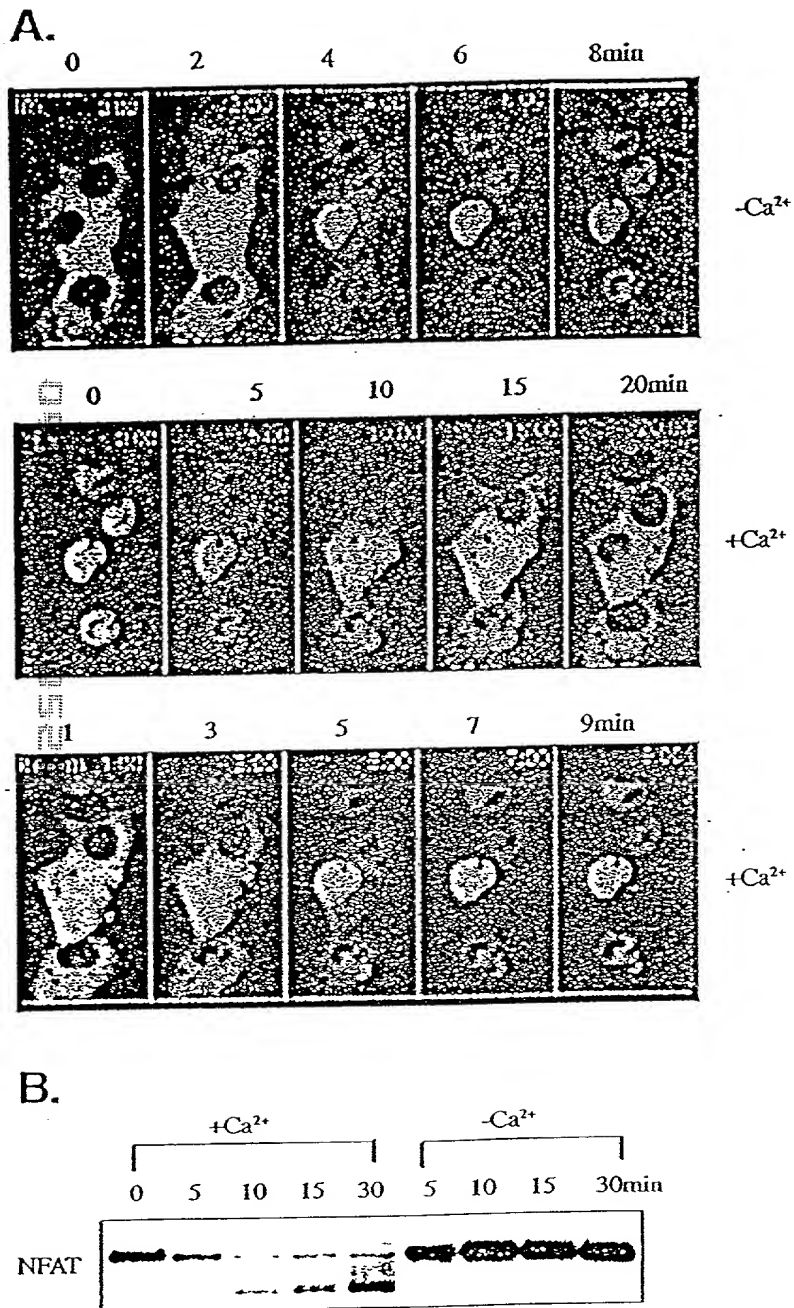 A.
0 2 4 6 8min
-Ca²⁺
0 5 10 15 20min
+Ca²⁺
1 3 5 7 9min
+Ca²⁺
B.
+Ca²⁺ -Ca²⁺
0 5 10 15 30 5 10 15 30min
NFAT